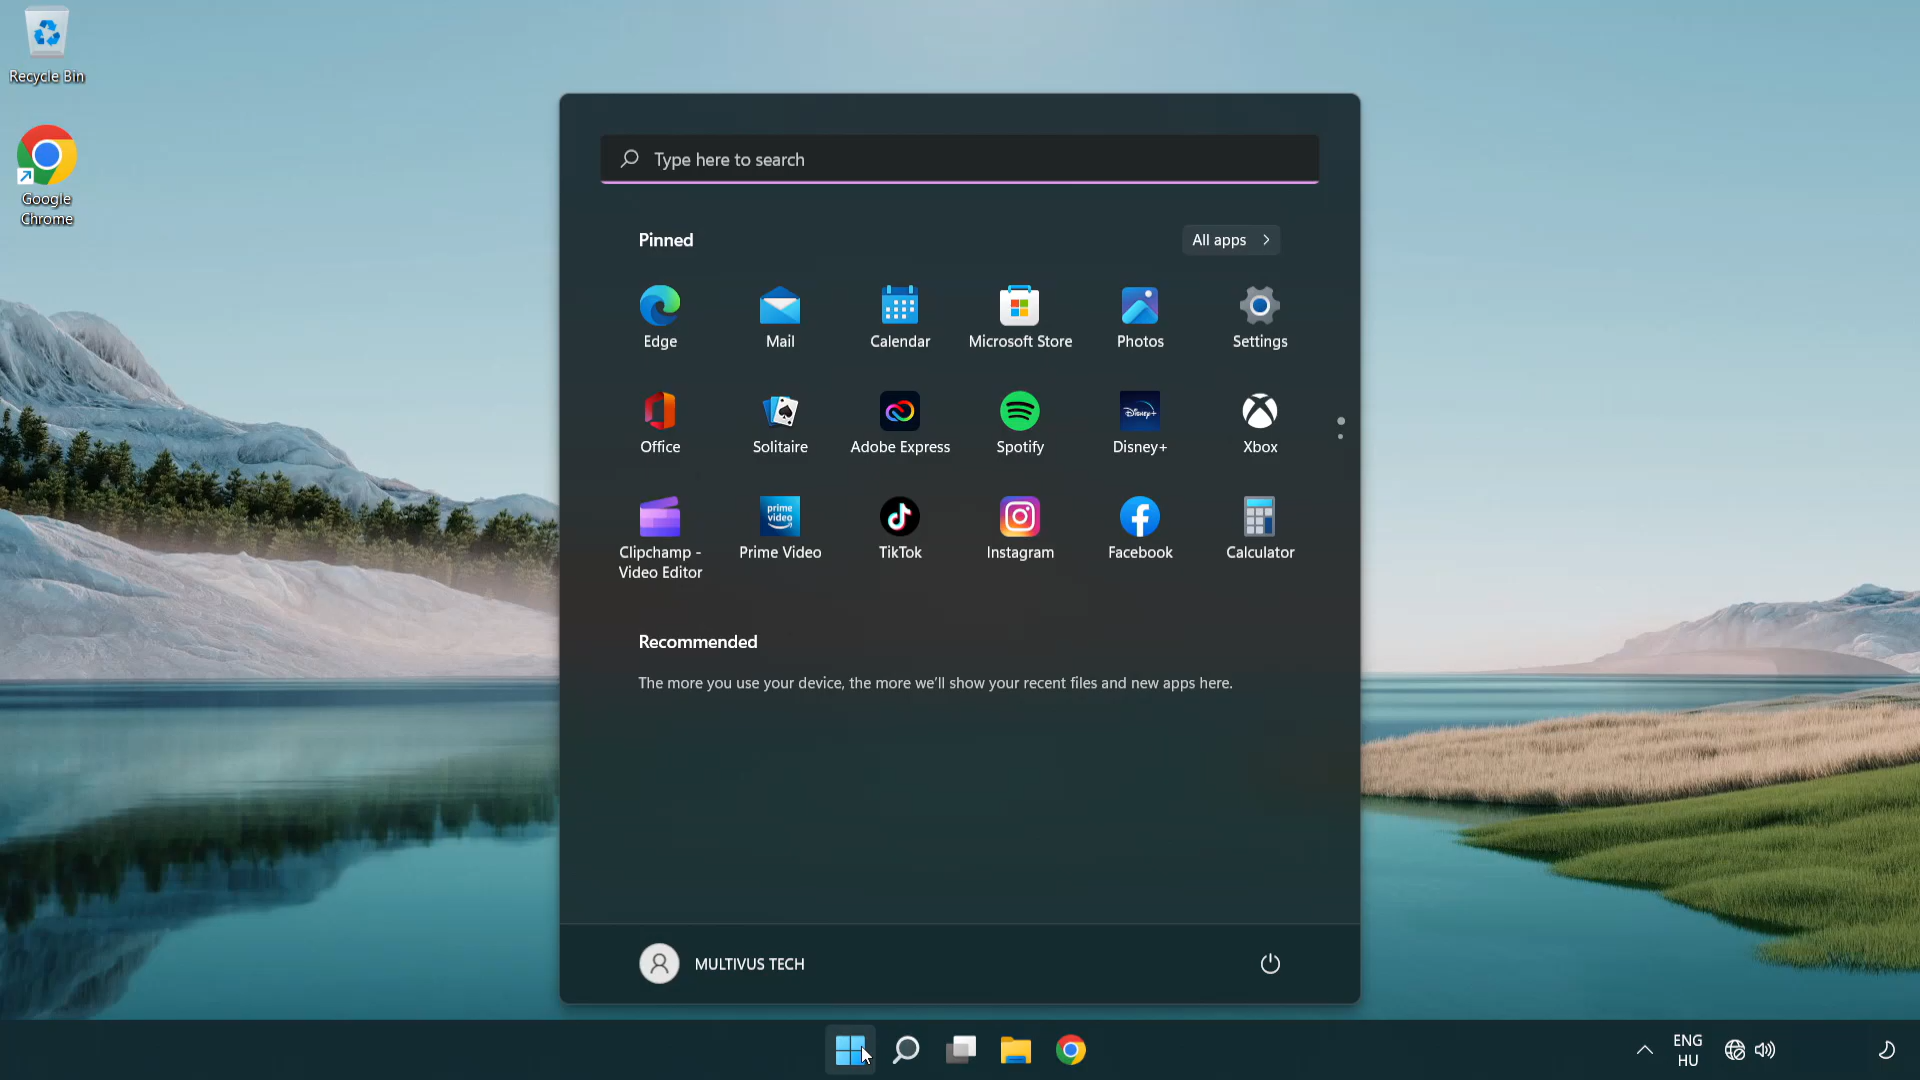 Recycle Bin
Google
Chrome
Type here to search
Pinned
All apps
Edge
Mail
Calendar
Microsoft Store
Photos
Settings
Office
Solitaire
Adobe Express
Disney+
Spotify
Disney+
Xbox
prime
video
Clipchamp -
Video Editor
Prime Video
TikTok
Instagram
Facebook
Calculator
Recommended
The more you use your device, the more we'll show your recent files and new apps here.
MULTIVUS TECH
ENG
HU